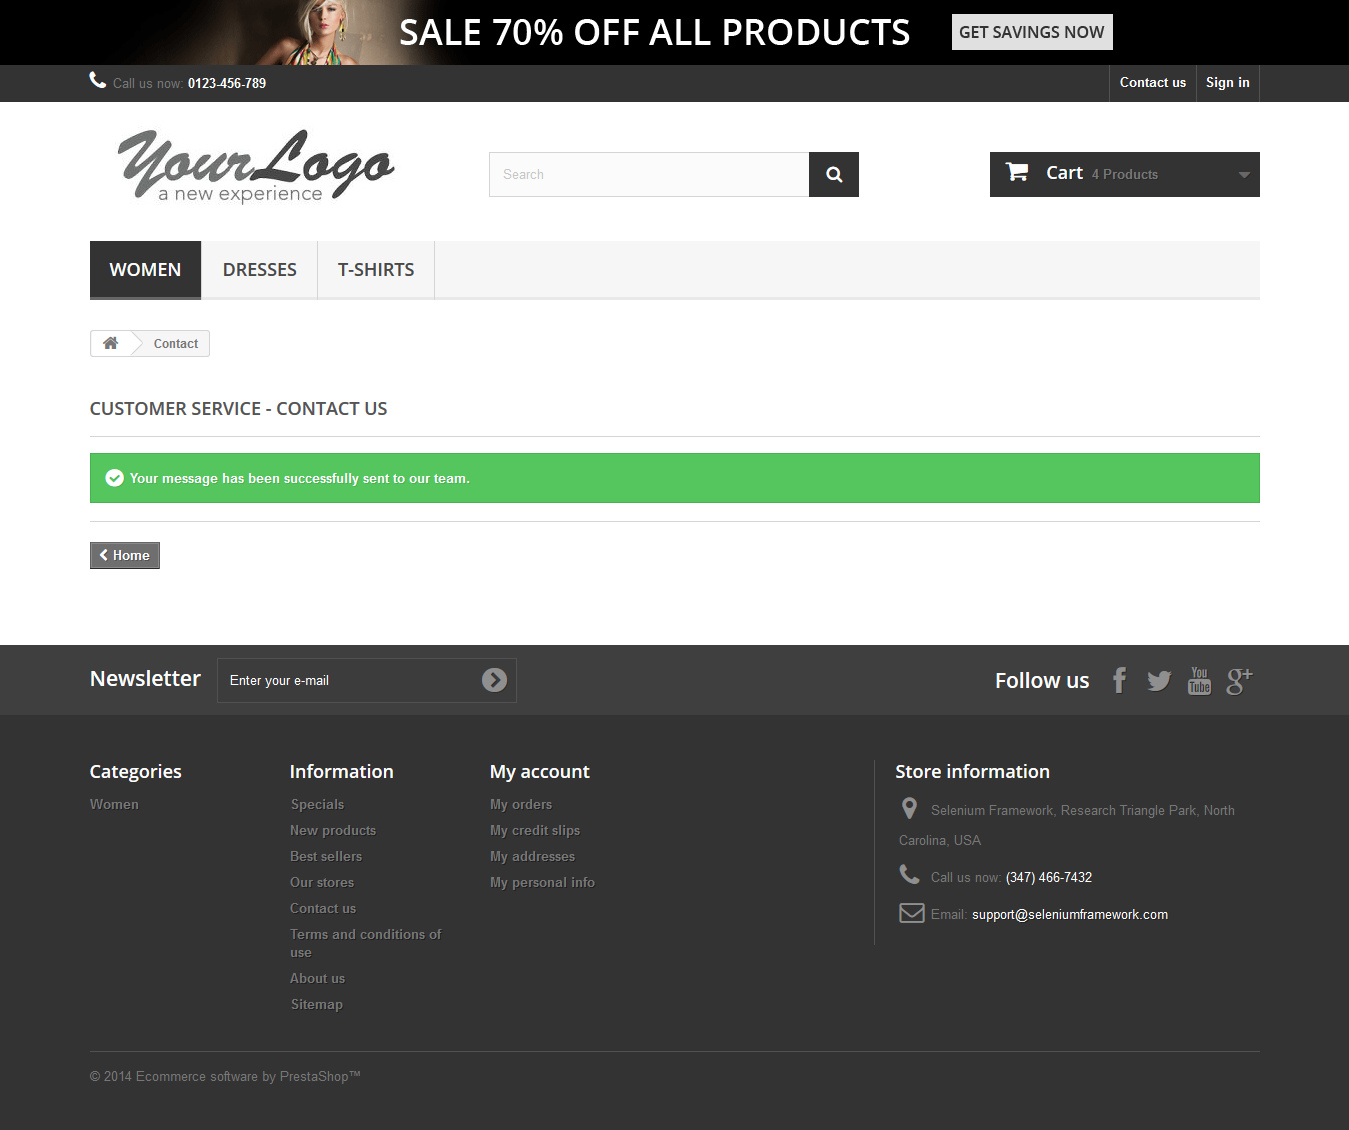 SALE 70% OFF ALL PRODUCTS GET SAVINGS NOW
Call us now: 0123-456-789 Contact us Sign in
YourLogo
a new experience
Search
Cart 4 Products
WOMEN DRESSES T-SHIRTS
Contact
CUSTOMER SERVICE - CONTACT US
Your message has been successfully sent to our team.
Home
Newsletter Enter your e-mail Follow us You Tube
Categories
Women
Information
Specials
New products
Best sellers
Our stores
Contact us
Terms and conditions of
use
About us
Sitemap
My account
My orders
My credit slips
My addresses
My personal info
Store information
Selenium Framework, Research Triangle Park, North
Carolina, USA
Call us now: (347) 466-7432
Email: support@seleniumframework.com
© 2014 Ecommerce software by PrestaShop™